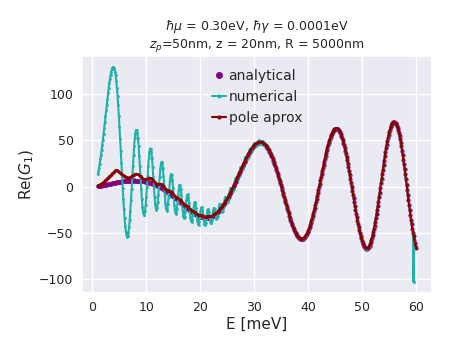 ħμ = 0.30eV, ħγ = 0.0001eV
z_p=50nm, z = 20nm, R = 5000nm
analytical
numerical
pole aprox
Re(G₁)
100
50
0
−50
−100
0 10 20 30 40 50 60
E [meV]